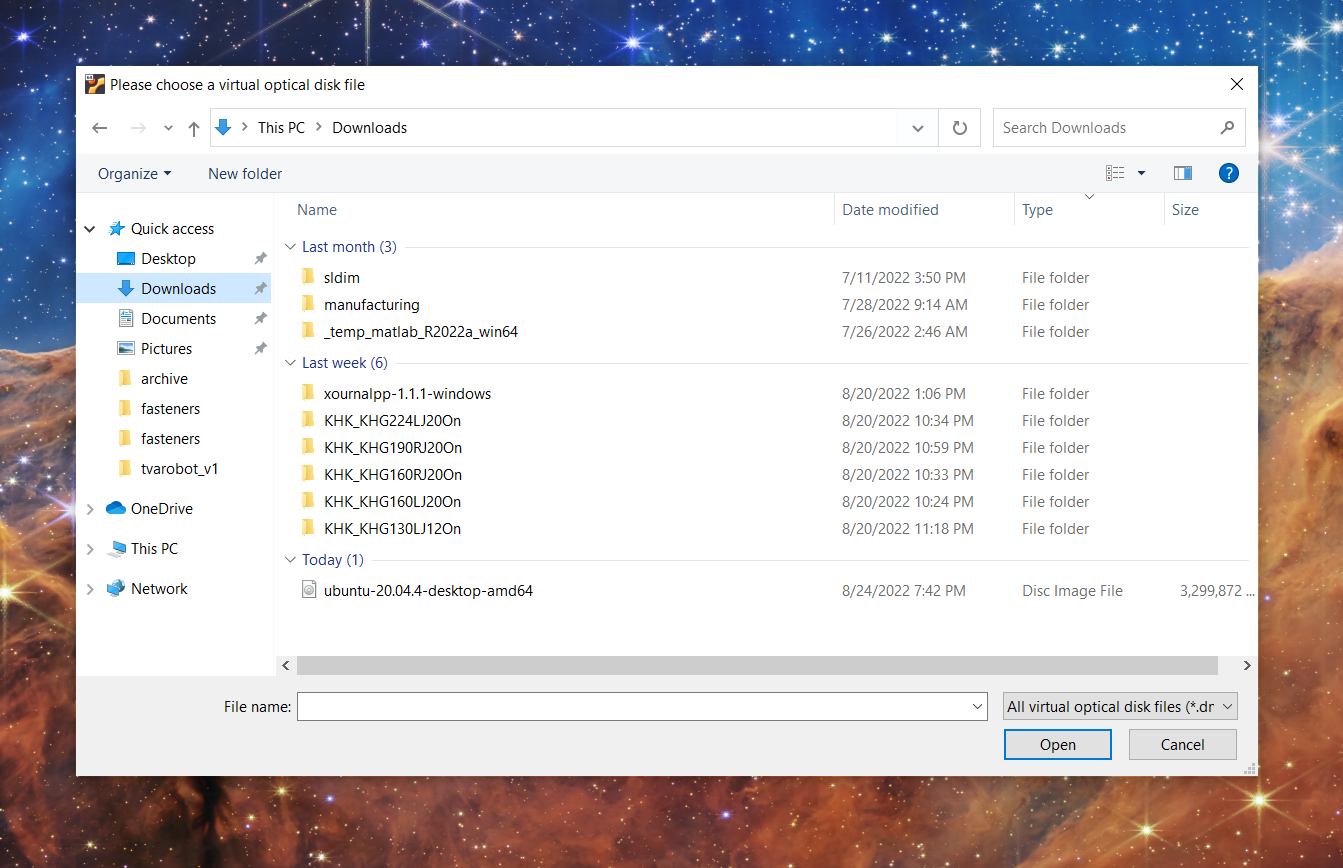 Please choose a virtual optical disk file
This PC > Downloads
Search Downloads
Organize New folder
?
Name Date modified Type Size
Quick access
Desktop
Downloads
Documents
Pictures
archive
fasteners
fasteners
tvarobot_v1
OneDrive
This PC
Network
Last month (3)
sldim 7/11/2022 3:50 PM File folder
manufacturing 7/28/2022 9:14 AM File folder
_temp_matlab_R2022a_win64 7/26/2022 2:46 AM File folder
Last week (6)
xournalpp-1.1.1-windows 8/20/2022 1:06 PM File folder
KHK_KHG224LJ20On 8/20/2022 10:34 PM File folder
KHK_KHG190RJ20On 8/20/2022 10:59 PM File folder
KHK_KHG160RJ20On 8/20/2022 10:33 PM File folder
KHK_KHG160LJ20On 8/20/2022 10:24 PM File folder
KHK_KHG130LJ12On 8/20/2022 11:18 PM File folder
Today (1)
ubuntu-20.04.4-desktop-amd64 8/24/2022 7:42 PM Disc Image File 3,299,872 ...
File name: All virtual optical disk files (*.dm
Open Cancel